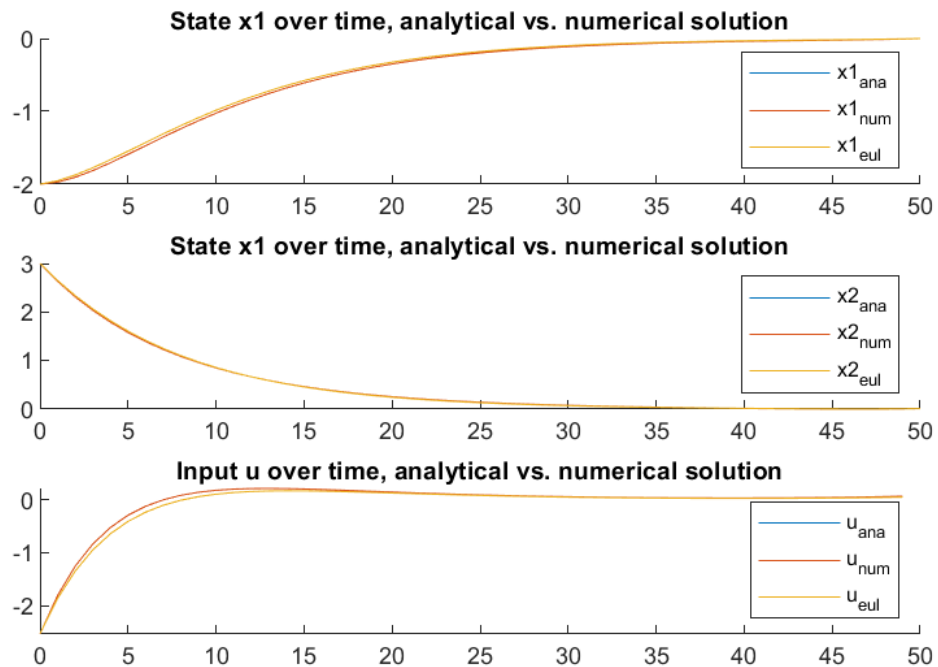 State x1 over time, analytical vs. numerical solution
0
-1
-2
x1ana
x1num
x1eul
0 5 10 15 20 25 30 35 40 45 50
State x1 over time, analytical vs. numerical solution
3
2
1
0
x2ana
x2num
x2eul
0 5 10 15 20 25 30 35 40 45 50
Input u over time, analytical vs. numerical solution
0
-1
-2
uana
unum
ueul
0 5 10 15 20 25 30 35 40 45 50